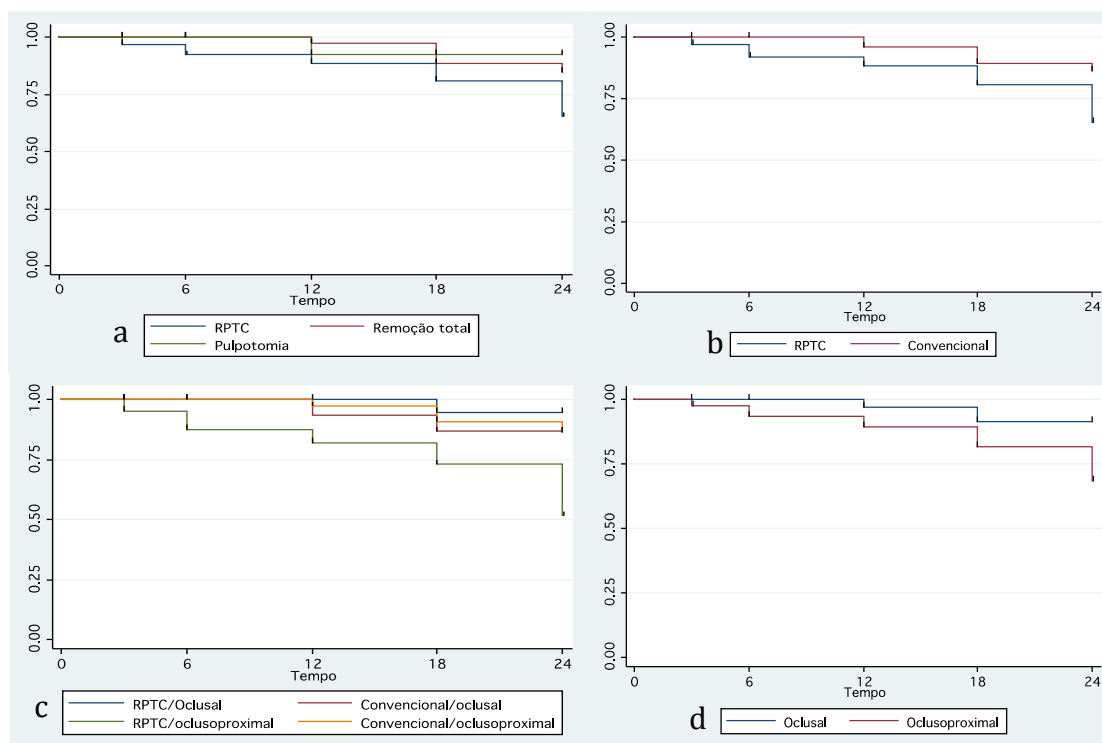 1.00
0.75
0.50
0.25
0.00
0 6 12 18 24
Tempo
a
RPTC Remoção total
Pulpotomia
1.00
0.75
0.50
0.25
0.00
0 6 12 18 24
Tempo
b
RPTC Convencional
1.00
0.75
0.50
0.25
0.00
0 6 12 18 24
Tempo
c
RPTC/Oclusal Convencional/oclusal
RPTC/oclusoproximal Convencional/oclusoproximal
1.00
0.75
0.50
0.25
0.00
0 6 12 18 24
Tempo
d
Oclusal Oclusoproximal